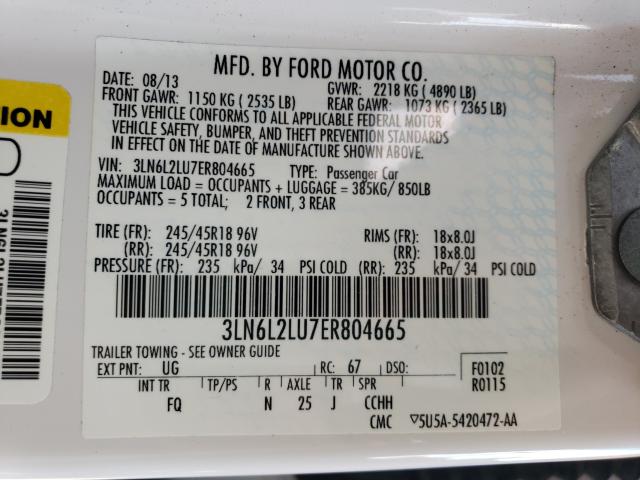 MFD. BY FORD MOTOR CO.
DATE: 08/13 GVWR: 2218 KG ( 4890 LB)
FRONT GAWR: 1150 KG ( 2535 LB) REAR GAWR: 1073 KG ( 2365 LB)
THIS VEHICLE CONFORMS TO ALL APPLICABLE FEDERAL MOTOR
VEHICLE SAFETY, BUMPER, AND THEFT PREVENTION STANDARDS
IN EFFECT ON THE DATE OF MANUFACTURE SHOWN ABOVE.
VIN: 3LN6L2LU7ER804665 TYPE: Passenger Car
MAXIMUM LOAD = OCCUPANTS + LUGGAGE = 385KG/ 850LB
OCCUPANTS = 5 TOTAL; 2 FRONT, 3 REAR
TIRE (FR): 245/45R18 96V RIMS (FR): 18x8.0J
(RR): 245/45R18 96V (RR): 18x8.0J
PRESSURE (FR): 235 kPa/ 34 PSI COLD (RR): 235 kPa/ 34 PSI COLD
3LN6L2LU7ER804665
TRAILER TOWING - SEE OWNER GUIDE
EXT PNT: UG RC: 67 DSO: F0102
INT TR TP/PS R AXLE TR SPR R0115
FQ N 25 J CCHH
CMC ▽5U5A-5420472-AA